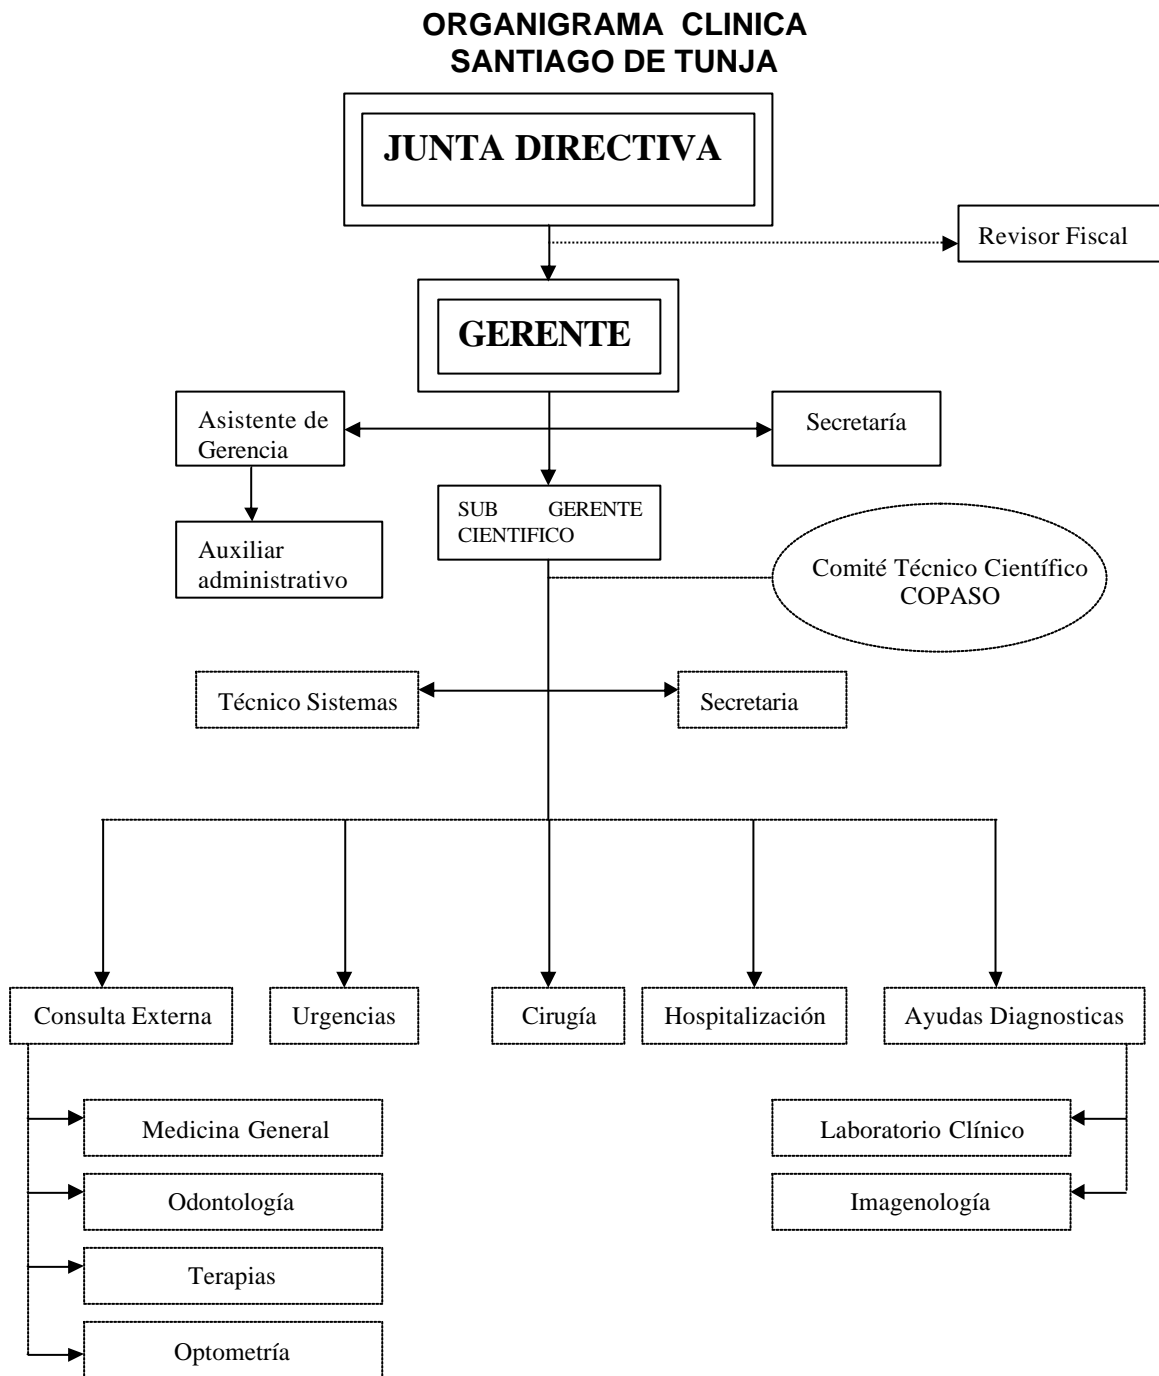 ORGANIGRAMA CLINICA
SANTIAGO DE TUNJA
JUNTA DIRECTIVA
Revisor Fiscal
GERENTE
Asistente de
Gerencia
Secretaría
SUB GERENTE
CIENTIFICO
Auxiliar
administrativo
Comité Técnico Científico
COPASO
Técnico Sistemas
Secretaria
Consulta Externa
Urgencias
Cirugía
Hospitalización
Ayudas Diagnosticas
Medicina General
Laboratorio Clínico
Odontología
Imagenología
Terapias
Optometría